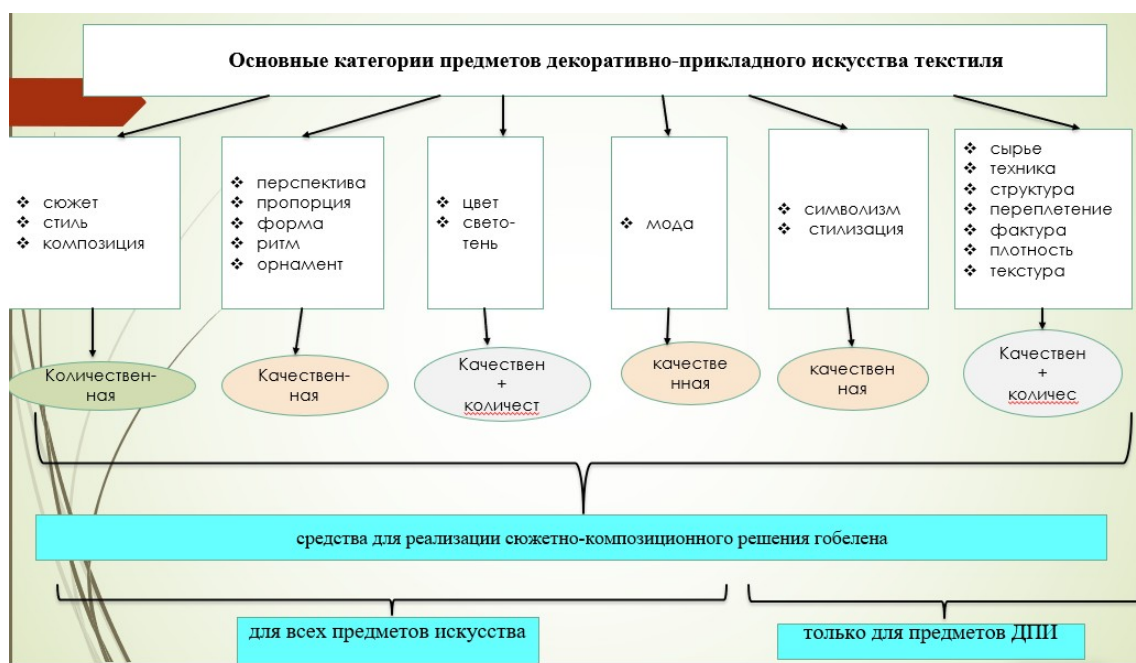 Основные категории предметов декоративно-прикладного искусства текстиля
сюжет
стиль
композиция
перспектива
пропорция
форма
ритм
орнамент
цвет
свето-
тень
мода
символизм
стилизация
сырье
техника
структура
переплетение
фактура
плотность
текстура
Количествен-
ная
Качествен-
ная
Качествен
+
количест
качестве
нная
качествен
ная
Качествен
+
количес
средства для реализации сюжетно-композиционного решения гобелена
для всех предметов искусства
только для предметов ДПИ